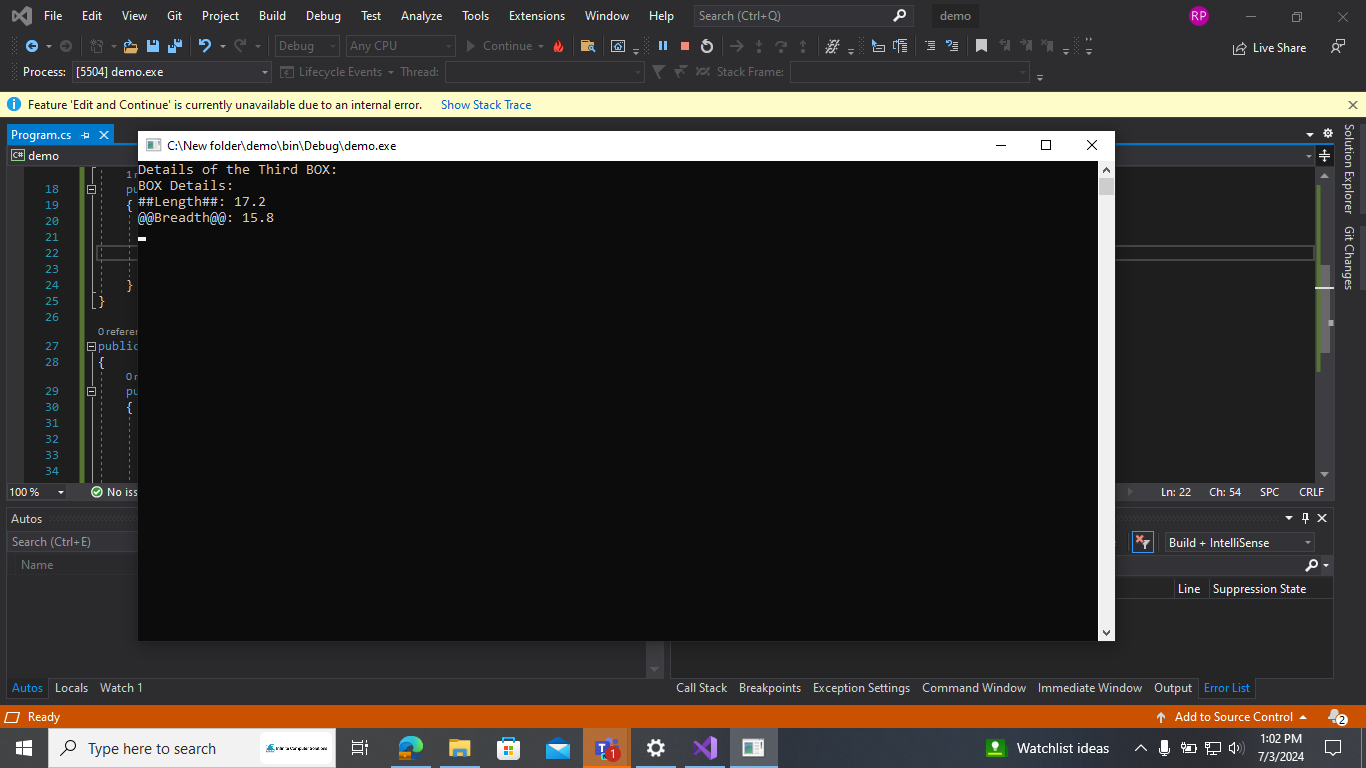 File Edit View Git Project Build Debug Test Analyze Tools Extensions Window Help Search (Ctrl+Q) demo RP
Debug Any CPU Continue Live Share
Process: [5504] demo.exe Lifecycle Events Thread: Stack Frame:
Feature 'Edit and Continue' is currently unavailable due to an internal error. Show Stack Trace
Program.cs
C# demo
C:\New folder\demo\bin\Debug\demo.exe
Details of the Third BOX:
BOX Details:
##Length##: 17.2
@@Breadth@@: 15.8
18 pu
19 {
20
21
22
23
24 }
25 }
26
0 referen
27 public
28 {
29 pu
30 {
31
32
33
34
100 % No iss Ln: 22 Ch: 54 SPC CRLF
Solution Explorer
Git Changes
Autos
Search (Ctrl+E)
Name
Build + IntelliSense
Line Suppression State
Autos Locals Watch 1
Call Stack Breakpoints Exception Settings Command Window Immediate Window Output Error List
Ready Add to Source Control 2
Type here to search Infinite Computer Solutions 1 Watchlist ideas 1:02 PM
7/3/2024